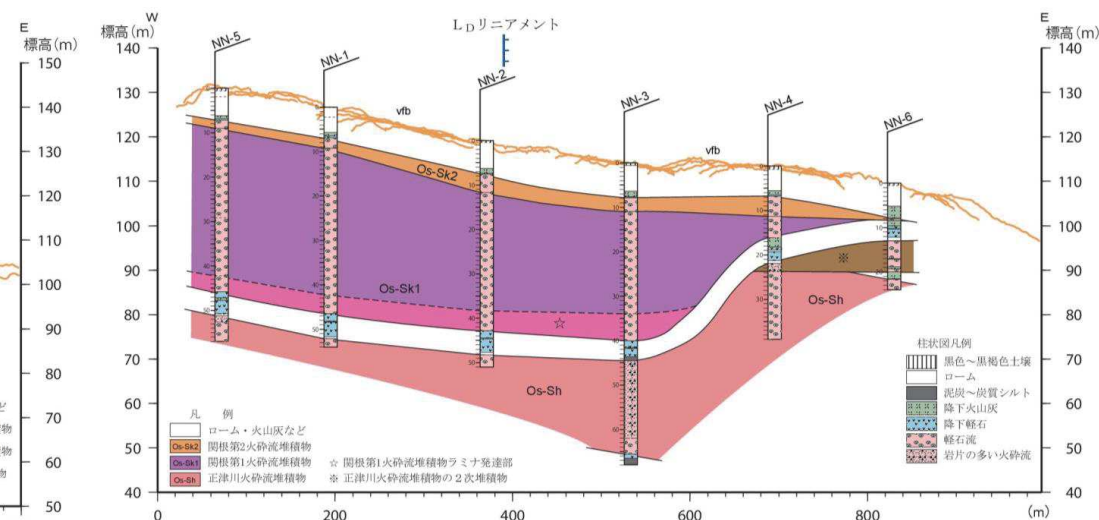 E
標高(m)
150
140
130
120
110
100
90
80
70
60
50
W
標高(m)
140
130
120
110
100
90
80
70
60
50
40
E
標高(m)
140
130
120
110
100
90
80
70
60
50
40
LDリニアメント
NN-5
NN-1
NN-2
NN-3
NN-4
NN-6
vfb
vfb
Os-Sk2
Os-Sk1
☆
※
Os-Sh
Os-Sh
凡 例
ローム・火山灰など
Os-Sk2 関根第2火砕流堆積物
Os-Sk1 関根第1火砕流堆積物
Os-Sh 正津川火砕流堆積物
☆ 関根第1火砕流堆積物ラミナ発達部
※ 正津川火砕流堆積物の2次堆積物
柱状図凡例
黒色～黒褐色土壌
ローム
泥炭～炭質シルト
降下火山灰
降下軽石
軽石流
岩片の多い火砕流
0
200
400
600
800
(m)
ど
物
物
物